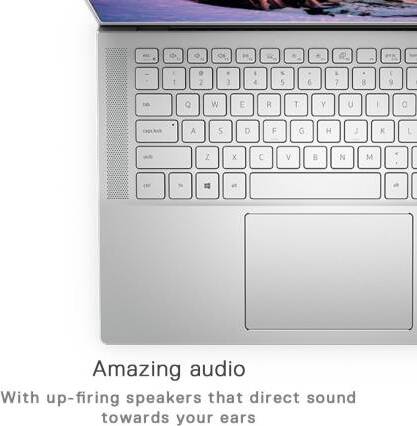 esc
~ ! @ # $ % ^ & *
` 1 2 3 4 5 6 7 8
tab Q W E R T Y U I O
caps lock A S D F G H J K L
shift Z X C V B N M
ctrl fn alt alt
Amazing audio
With up-firing speakers that direct sound
towards your ears